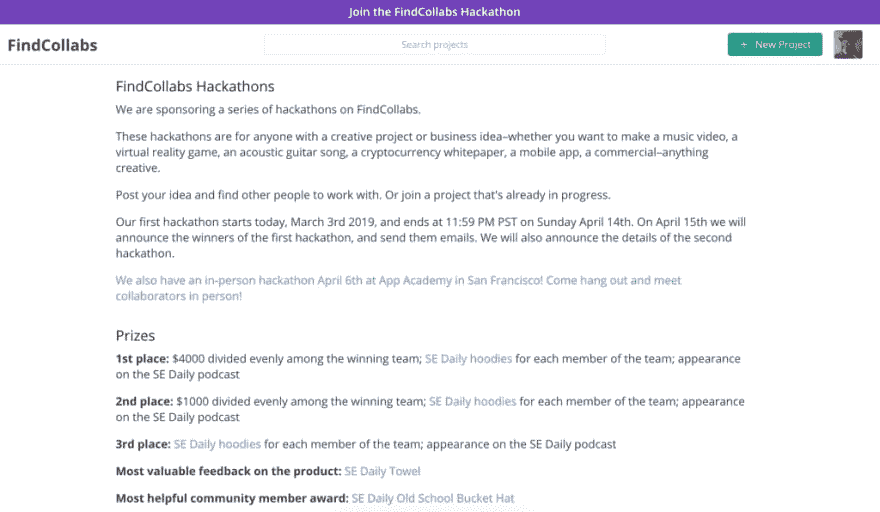 Join the FindCollabs Hackathon
FindCollabs
Search projects
+ New Project
FindCollabs Hackathons
We are sponsoring a series of hackathons on FindCollabs.
These hackathons are for anyone with a creative project or business idea–whether you want to make a music video, a
virtual reality game, an acoustic guitar song, a cryptocurrency whitepaper, a mobile app, a commercial–anything
creative.
Post your idea and find other people to work with. Or join a project that's already in progress.
Our first hackathon starts today, March 3rd 2019, and ends at 11:59 PM PST on Sunday April 14th. On April 15th we will
announce the winners of the first hackathon, and send them emails. We will also announce the details of the second
hackathon.
We also have an in-person hackathon April 6th at App Academy in San Francisco! Come hang out and meet
collaborators in person!
Prizes
1st place: $4000 divided evenly among the winning team; SE Daily hoodies for each member of the team; appearance
on the SE Daily podcast
2nd place: $1000 divided evenly among the winning team; SE Daily hoodies for each member of the team; appearance
on the SE Daily podcast
3rd place: SE Daily hoodies for each member of the team; appearance on the SE Daily podcast
Most valuable feedback on the product: SE Daily Towel
Most helpful community member award: SE Daily Old School Bucket Hat